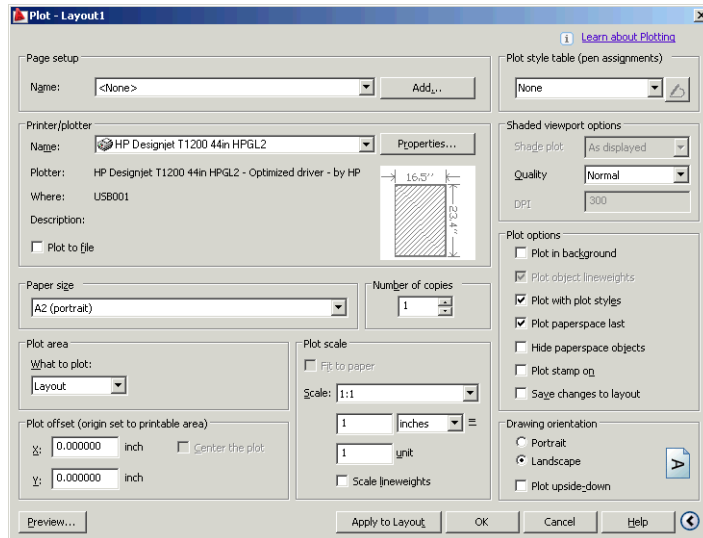 Plot - Layout1
Learn about Plotting
Page setup
Name: <None> Add...
Plot style table (pen assignments)
None
Printer/plotter
Name: HP Designjet T1200 44in HPGL2 Properties...
Plotter: HP Designjet T1200 44in HPGL2 - Optimized driver - by HP
Where: USB001
Description:
Plot to file
16.5''
23.4''
Shaded viewport options
Shade plot As displayed
Quality Normal
DPI 300
Paper size
A2 (portrait)
Number of copies
1
Plot options
Plot in background
Plot object lineweights
Plot with plot styles
Plot paperspace last
Hide paperspace objects
Plot stamp on
Save changes to layout
Plot area
What to plot:
Layout
Plot scale
Fit to paper
Scale: 1:1
1 inches =
1 unit
Scale lineweights
Plot offset (origin set to printable area)
X: 0.000000 inch Center the plot
Y: 0.000000 inch
Drawing orientation
Portrait
Landscape
Plot upside-down
A
Preview... Apply to Layout OK Cancel Help